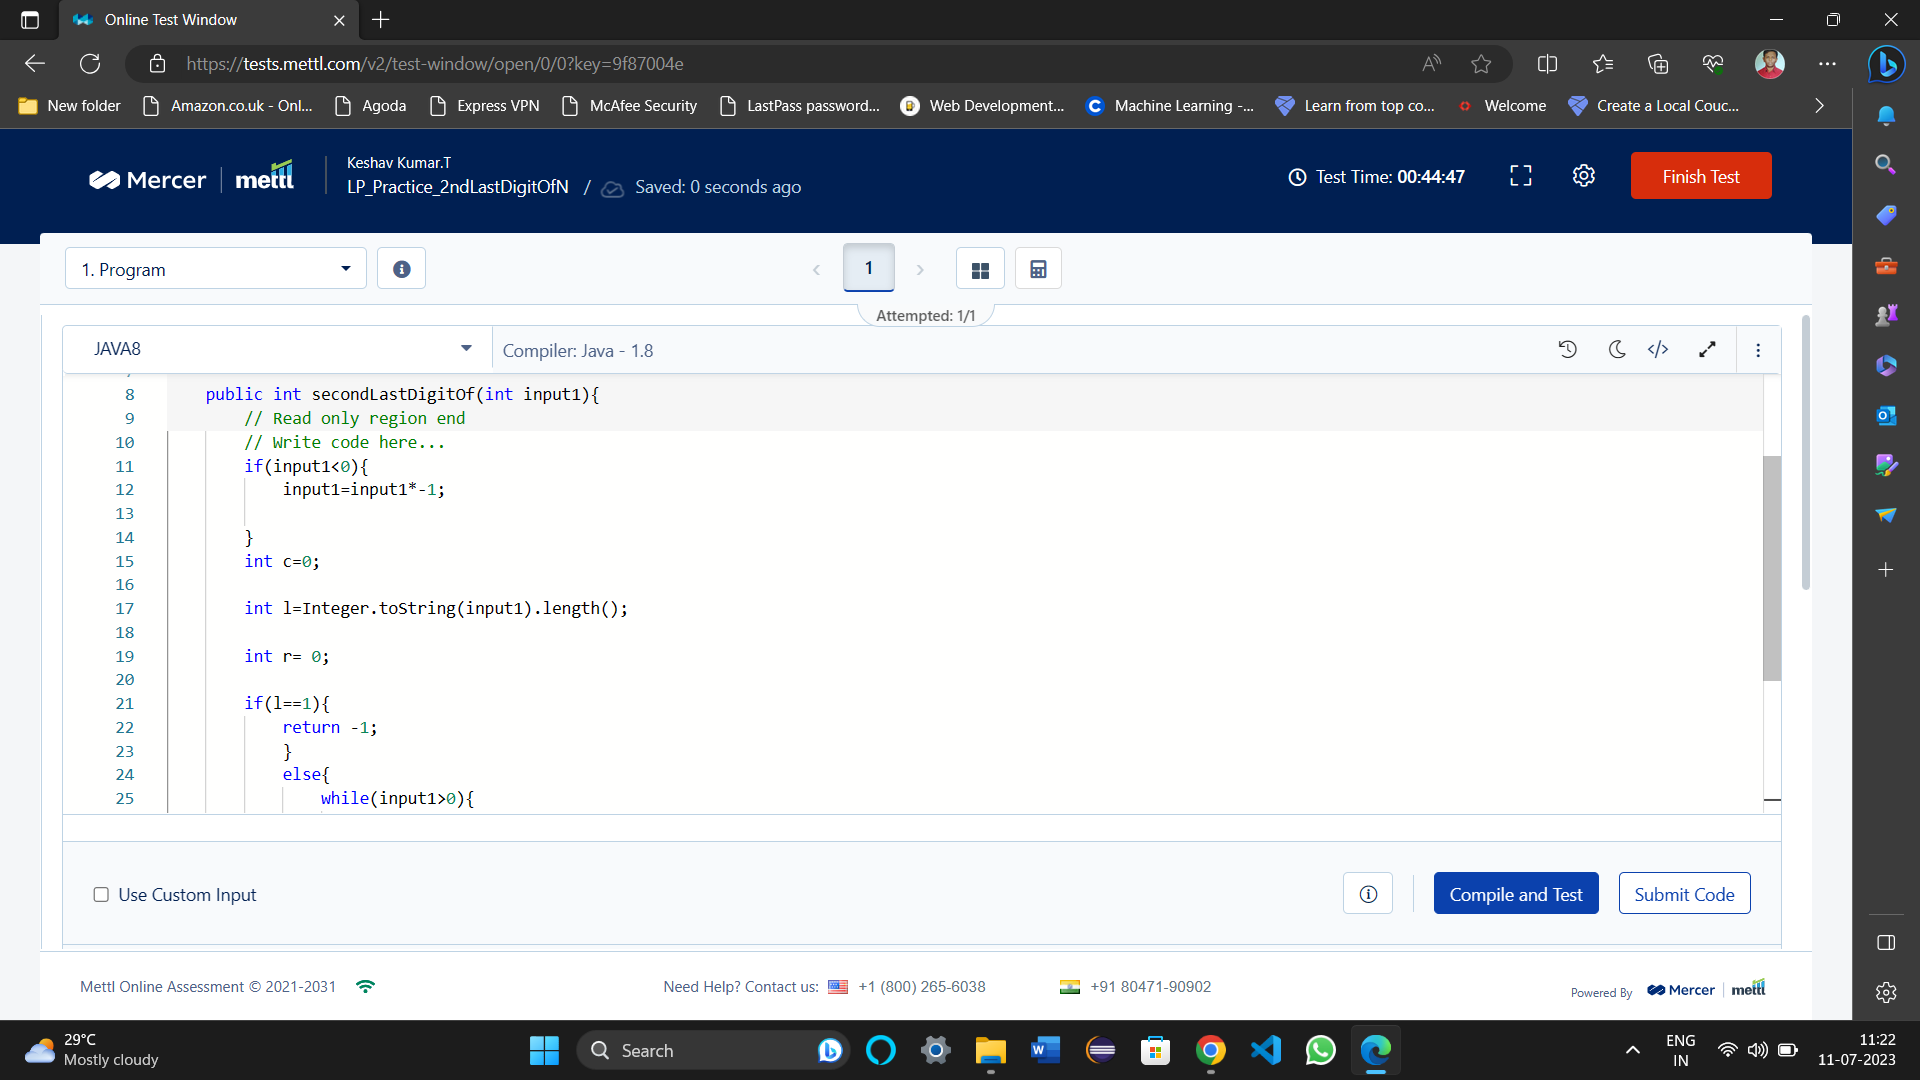 Online Test Window
https://tests.mettl.com/v2/test-window/open/0/0?key=9f87004e
New folder
Amazon.co.uk - Onl...
Agoda
Express VPN
McAfee Security
LastPass password...
Web Development...
Machine Learning -...
Learn from top co...
Welcome
Create a Local Couc...
Mercer | mettl
Keshav Kumar.T
LP_Practice_2ndLastDigitOfN / Saved: 0 seconds ago
Test Time: 00:44:47
Finish Test
1. Program
1
Attempted: 1/1
JAVA8
Compiler: Java - 1.8
8 public int secondLastDigitOf(int input1){
9 // Read only region end
10 // Write code here...
11 if(input1<0){
12 input1=input1*-1;
13
14 }
15 int c=0;
16
17 int l=Integer.toString(input1).length();
18
19 int r= 0;
20
21 if(l==1){
22 return -1;
23 }
24 else{
25 while(input1>0){
Use Custom Input
Compile and Test
Submit Code
Mettl Online Assessment © 2021-2031
Need Help? Contact us: +1 (800) 265-6038
+91 80471-90902
Powered By Mercer | mettl
29°C
Mostly cloudy
Search
ENG
IN
11:22
11-07-2023